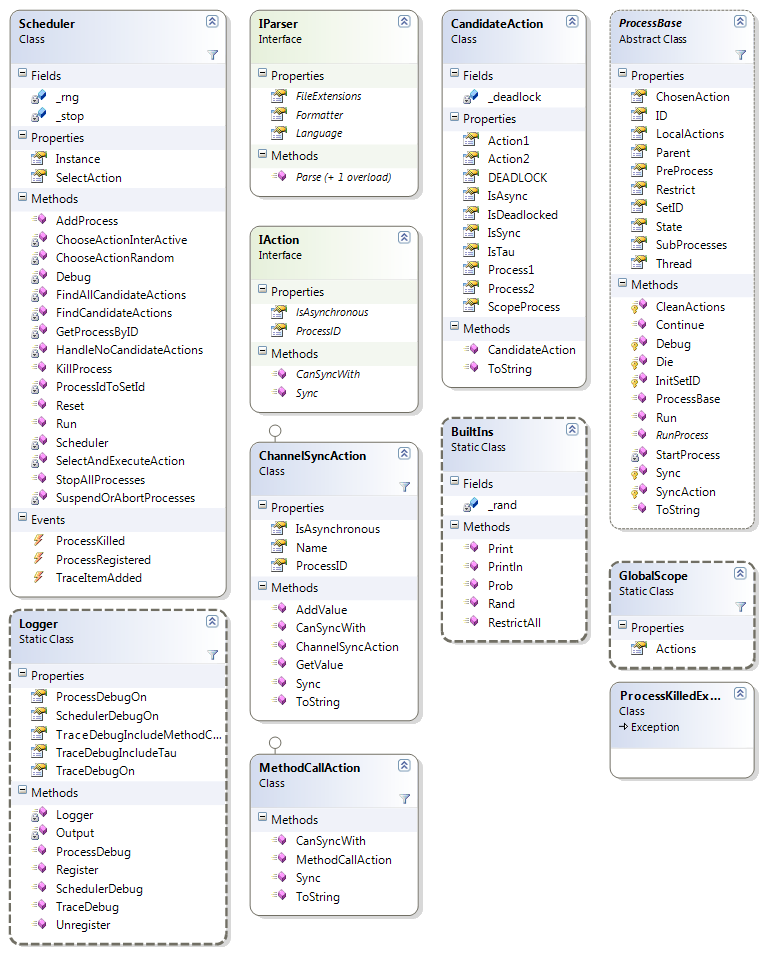 Scheduler
Class
Fields
_rng
_stop
Properties
Instance
SelectAction
Methods
AddProcess
ChooseActionInterActive
ChooseActionRandom
Debug
FindAllCandidateActions
FindCandidateActions
GetProcessByID
HandleNoCandidateActions
KillProcess
ProcessIdToSetId
Reset
Run
Scheduler
SelectAndExecuteAction
StopAllProcesses
SuspendOrAbortProcesses
Events
ProcessKilled
ProcessRegistered
TraceItemAdded
Logger
Static Class
Properties
ProcessDebugOn
SchedulerDebugOn
TraceDebugIncludeMethodC...
TraceDebugIncludeTau
TraceDebugOn
Methods
Logger
Output
ProcessDebug
Register
SchedulerDebug
TraceDebug
Unregister
IParser
Interface
Properties
FileExtensions
Formatter
Language
Methods
Parse (+ 1 overload)
IAction
Interface
Properties
IsAsynchronous
ProcessID
Methods
CanSyncWith
Sync
ChannelSyncAction
Class
Properties
IsAsynchronous
Name
ProcessID
Methods
AddValue
CanSyncWith
ChannelSyncAction
GetValue
Sync
ToString
MethodCallAction
Class
Methods
CanSyncWith
MethodCallAction
Sync
ToString
CandidateAction
Class
Fields
_deadlock
Properties
Action1
Action2
DEADLOCK
IsAsync
IsDeadlocked
IsSync
IsTau
Process1
Process2
ScopeProcess
Methods
CandidateAction
ToString
BuiltIns
Static Class
Fields
_rand
Methods
Print
Println
Prob
Rand
RestrictAll
ProcessBase
Abstract Class
Properties
ChosenAction
ID
LocalActions
Parent
PreProcess
Restrict
SetID
State
SubProcesses
Thread
Methods
CleanActions
Continue
Debug
Die
InitSetID
ProcessBase
Run
RunProcess
StartProcess
Sync
SyncAction
ToString
GlobalScope
Static Class
Properties
Actions
ProcessKilledEx...
Class
Exception